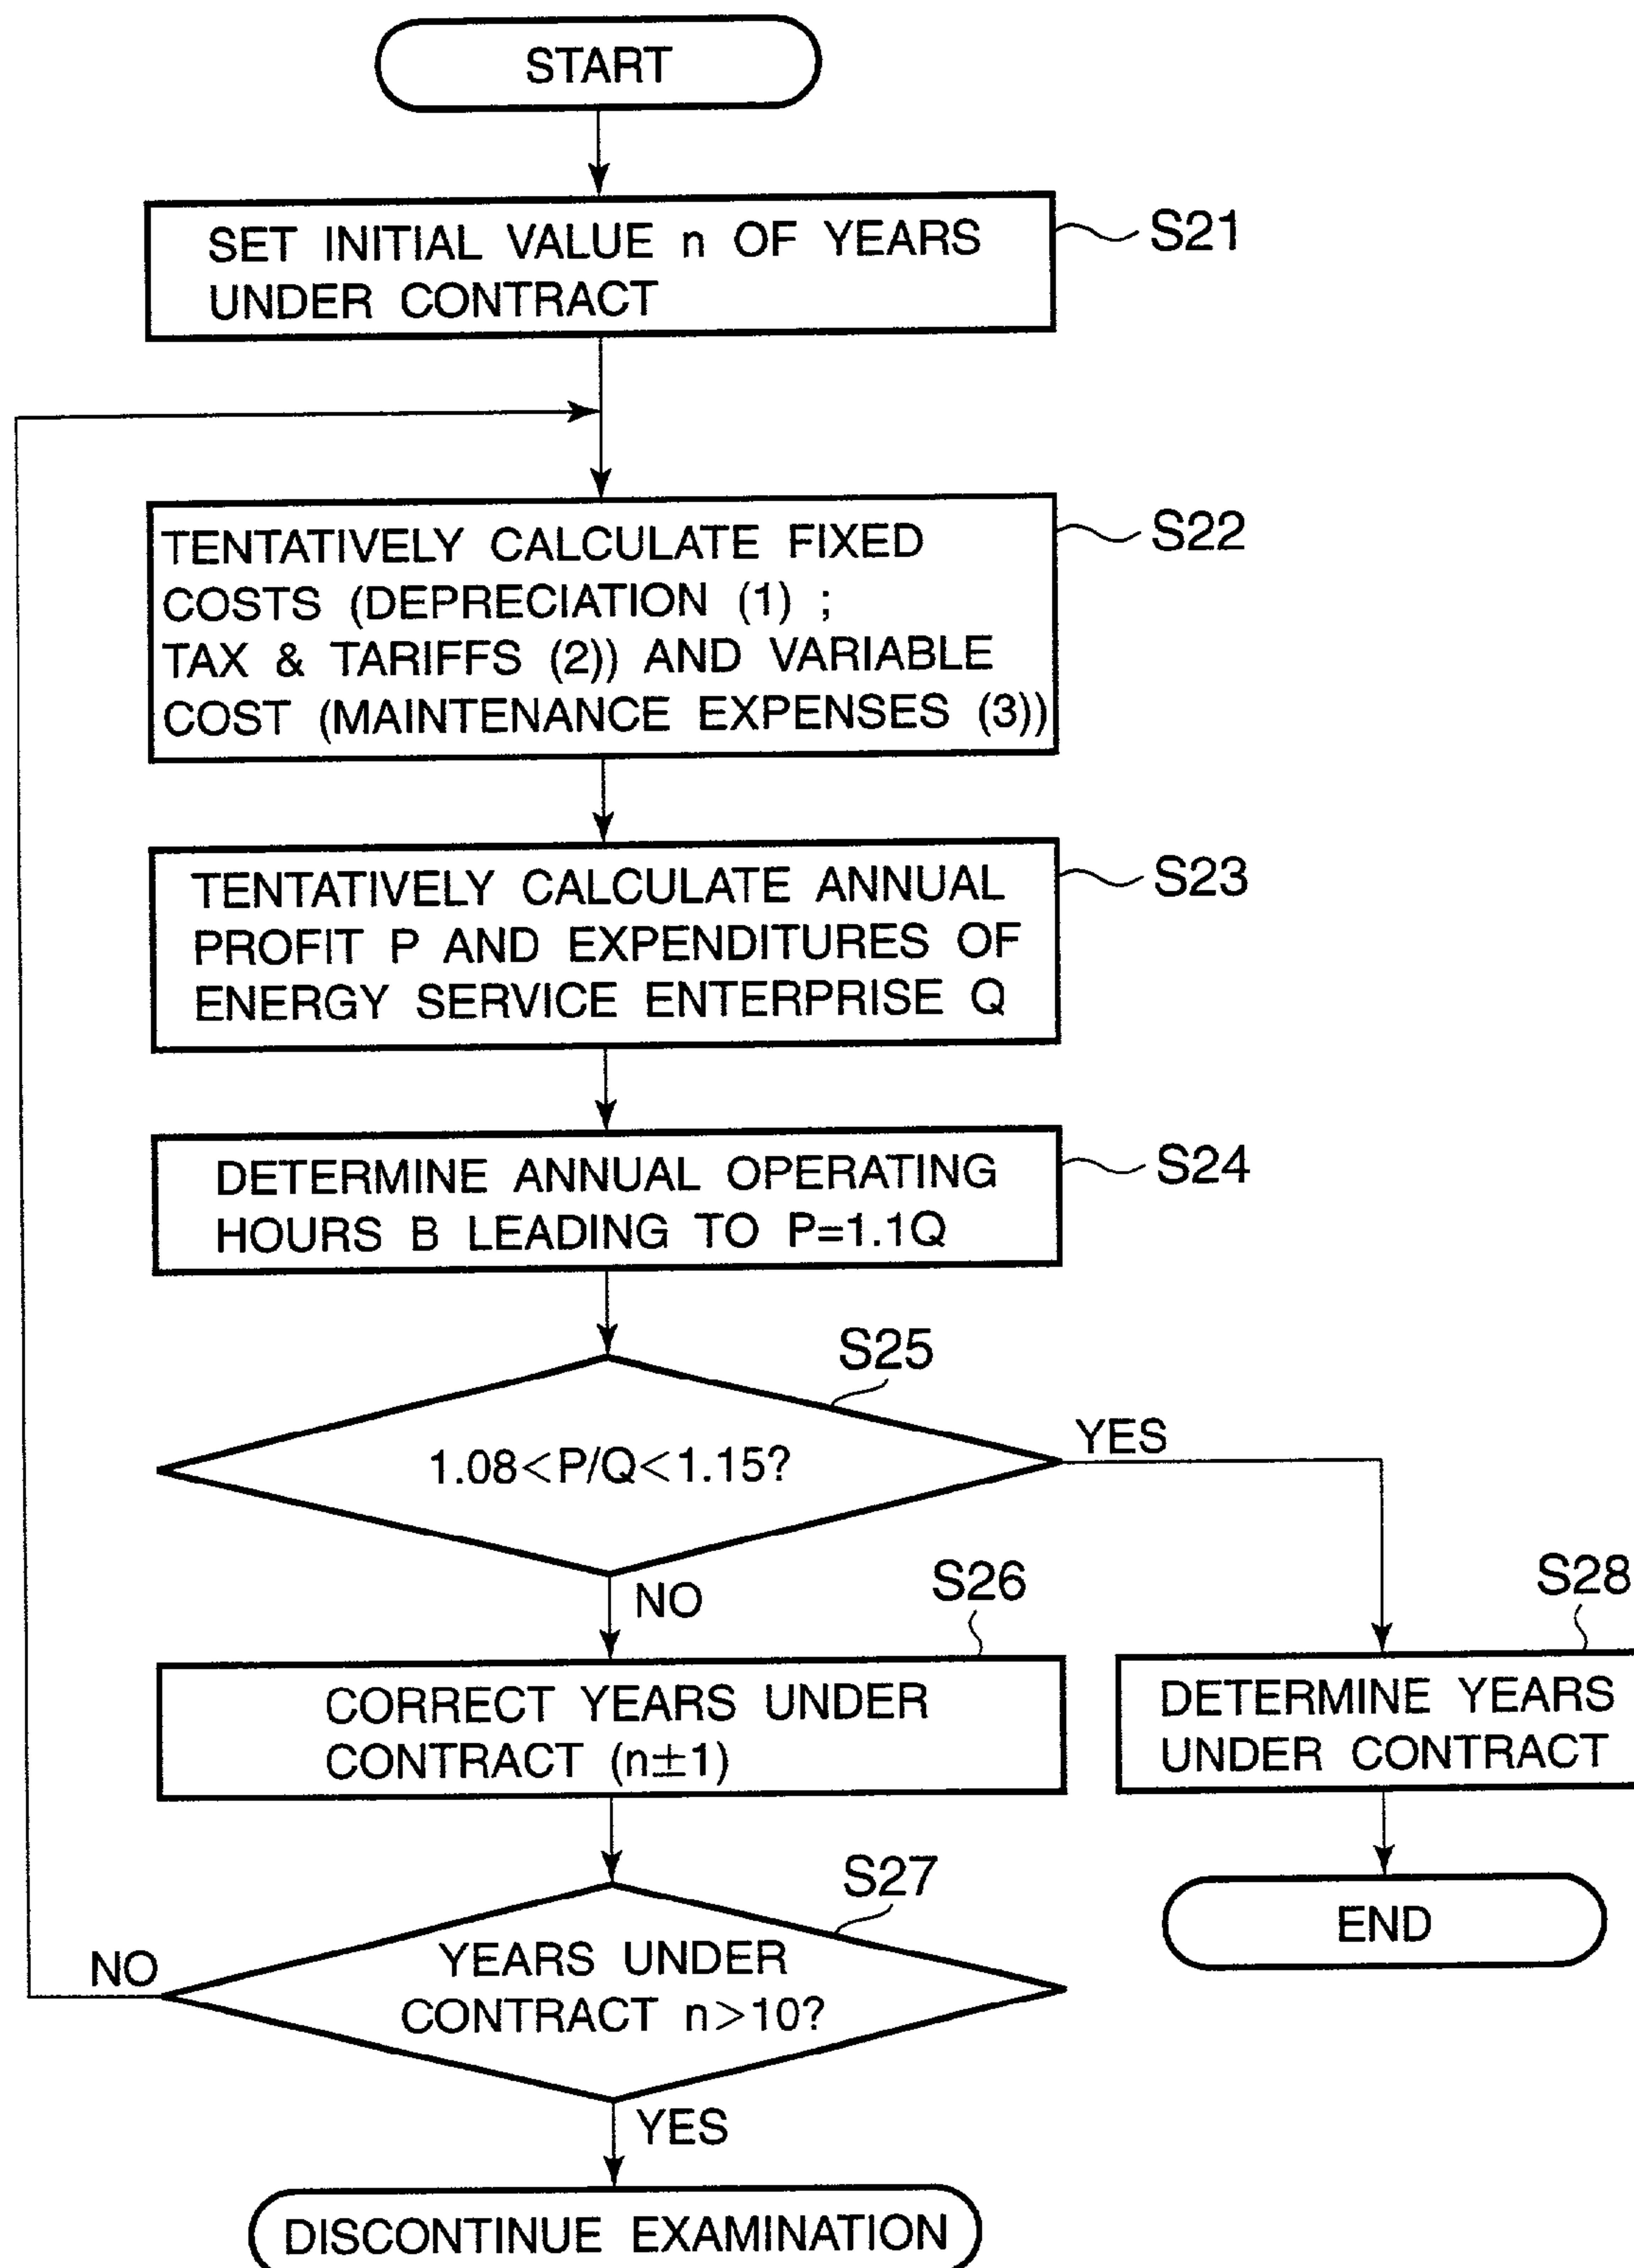 START
SET INITIAL VALUE n OF YEARS
UNDER CONTRACT
S21
TENTATIVELY CALCULATE FIXED
COSTS (DEPRECIATION (1) ;
TAX & TARIFFS (2)) AND VARIABLE
COST (MAINTENANCE EXPENSES (3))
S22
TENTATIVELY CALCULATE ANNUAL
PROFIT P AND EXPENDITURES OF
ENERGY SERVICE ENTERPRISE Q
S23
DETERMINE ANNUAL OPERATING
HOURS B LEADING TO P=1.1Q
S24
S25
1.08<P/Q<1.15?
YES
NO
S26
CORRECT YEARS UNDER
CONTRACT (n±1)
S28
DETERMINE YEARS
UNDER CONTRACT
END
S27
YEARS UNDER
CONTRACT n>10?
NO
YES
DISCONTINUE EXAMINATION